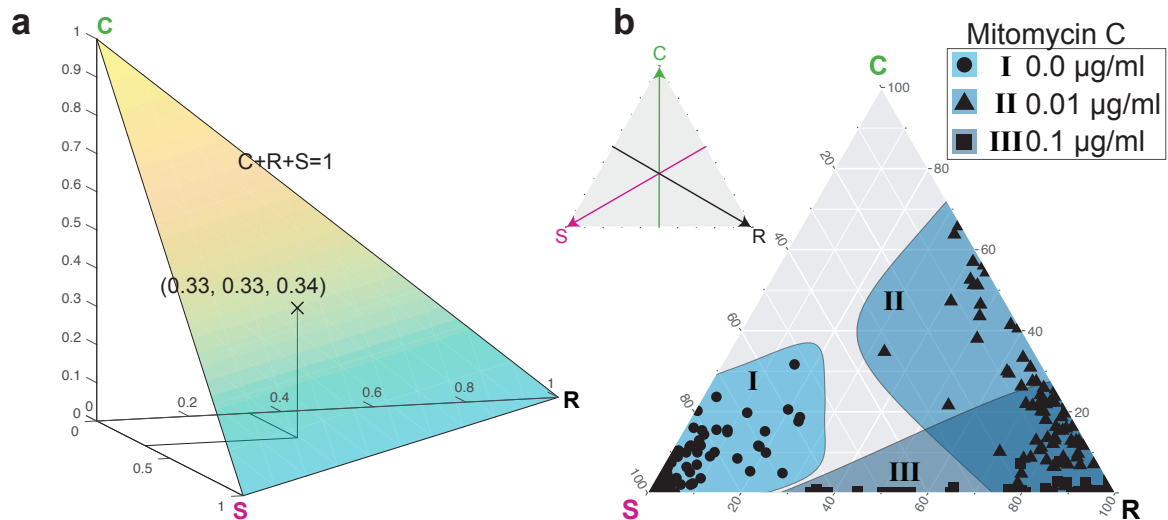 a
C
1
0.9
0.8
0.7
0.6
0.5
0.4
0.3
0.2
0.1
0
0
0
0.5
1
0.2
0.4
0.6
0.8
1
C+R+S=1
(0.33, 0.33, 0.34)
R
S
b
C
S
R
Mitomycin C
I 0.0 µg/ml
II 0.01 µg/ml
III 0.1 µg/ml
C
100
80
60
40
20
20
40
60
80
100
20
40
60
80
100
I
II
III
S
R